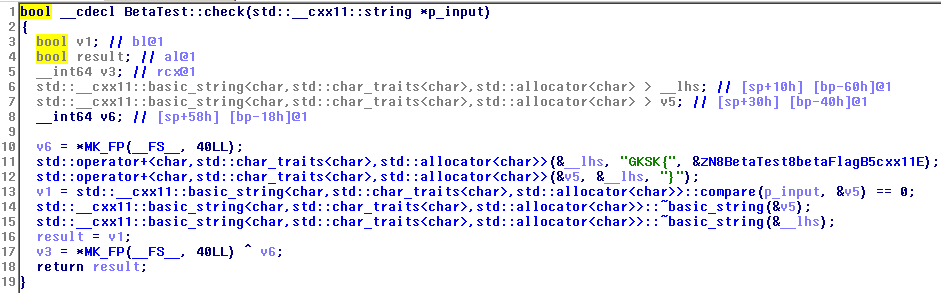 1 bool __cdecl BetaTest::check(std::__cxx11::string *p_input)
2 {
3 bool v1; // bl@1
4 bool result; // al@1
5 __int64 v3; // rcx@1
6 std::__cxx11::basic_string<char,std::char_traits<char>,std::allocator<char> > __lhs; // [sp+10h] [bp-60h]@1
7 std::__cxx11::basic_string<char,std::char_traits<char>,std::allocator<char> > v5; // [sp+30h] [bp-40h]@1
8 __int64 v6; // [sp+58h] [bp-18h]@1
9
10 v6 = *MK_FP(__FS__, 40LL);
11 std::operator+<char,std::char_traits<char>,std::allocator<char>>(&__lhs, "GKSK{", &ZN8BetaTest8betaFlagB5cxx11E);
12 std::operator+<char,std::char_traits<char>,std::allocator<char>>(&v5, &__lhs, "}");
13 v1 = std::__cxx11::basic_string<char,std::char_traits<char>,std::allocator<char>>::compare(p_input, &v5) == 0;
14 std::__cxx11::basic_string<char,std::char_traits<char>,std::allocator<char>>::~basic_string(&v5);
15 std::__cxx11::basic_string<char,std::char_traits<char>,std::allocator<char>>::~basic_string(&__lhs);
16 result = v1;
17 v3 = *MK_FP(__FS__, 40LL) ^ v6;
18 return result;
19 }